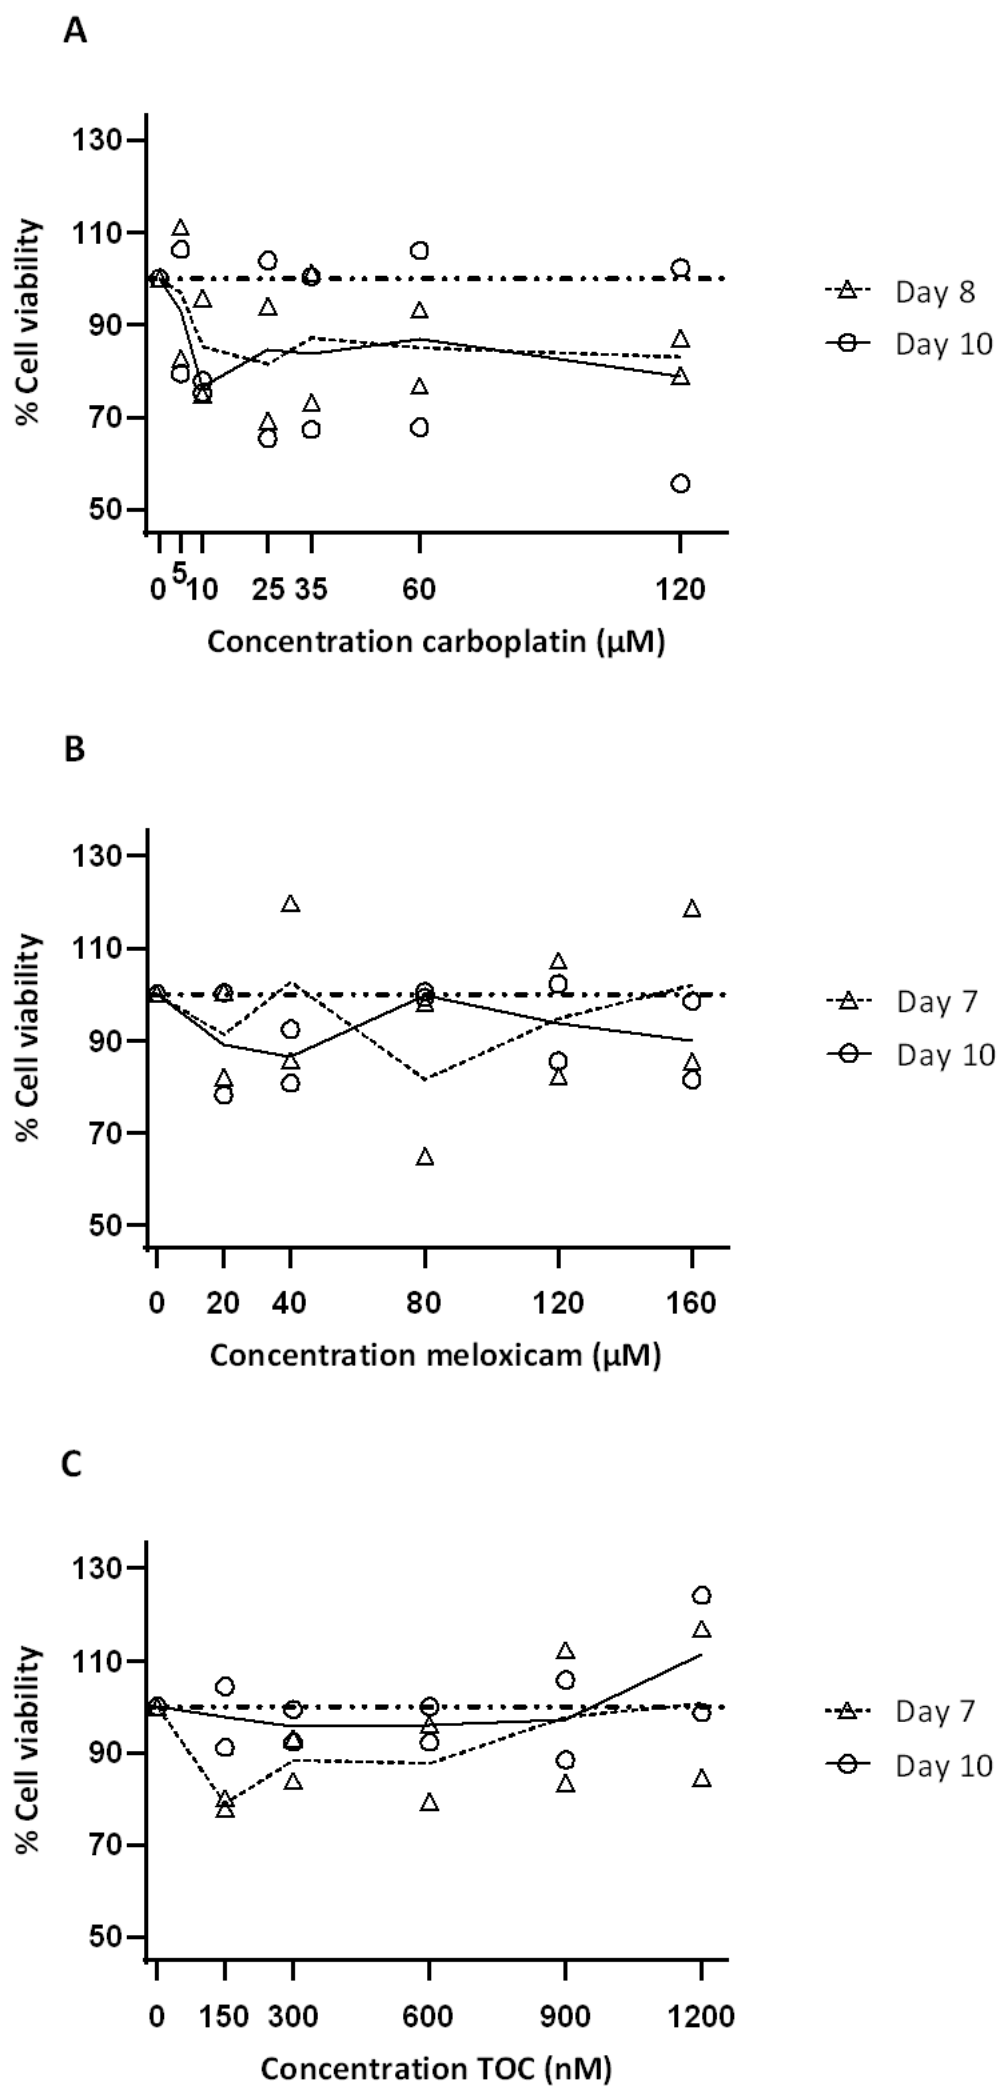 A
130
110
90
70
50
% Cell viability
0 5 10 25 35 60 120
Concentration carboplatin (µM)
Day 8
Day 10
B
130
110
90
70
50
% Cell viability
0 20 40 80 120 160
Concentration meloxicam (µM)
Day 7
Day 10
C
130
110
90
70
50
% Cell viability
0 150 300 600 900 1200
Concentration TOC (nM)
Day 7
Day 10